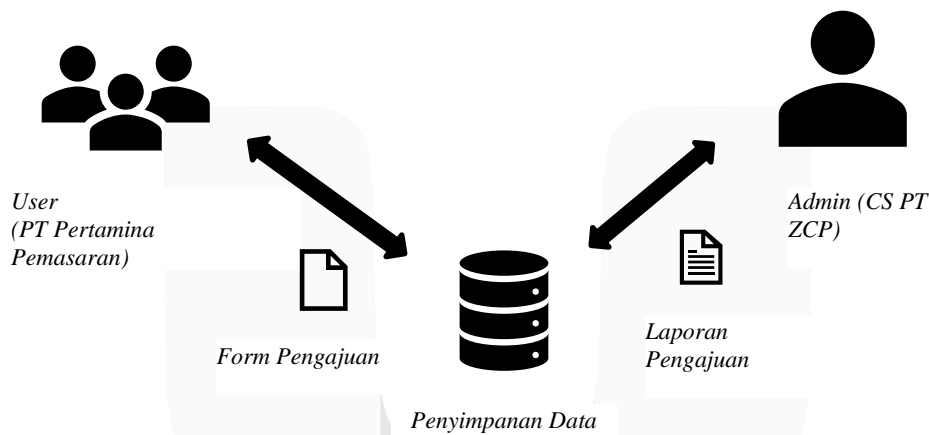 User
(PT Pertamina
Pemasaran)
Admin (CS PT
ZCP)
Form Pengajuan
Laporan
Pengajuan
Penyimpanan Data